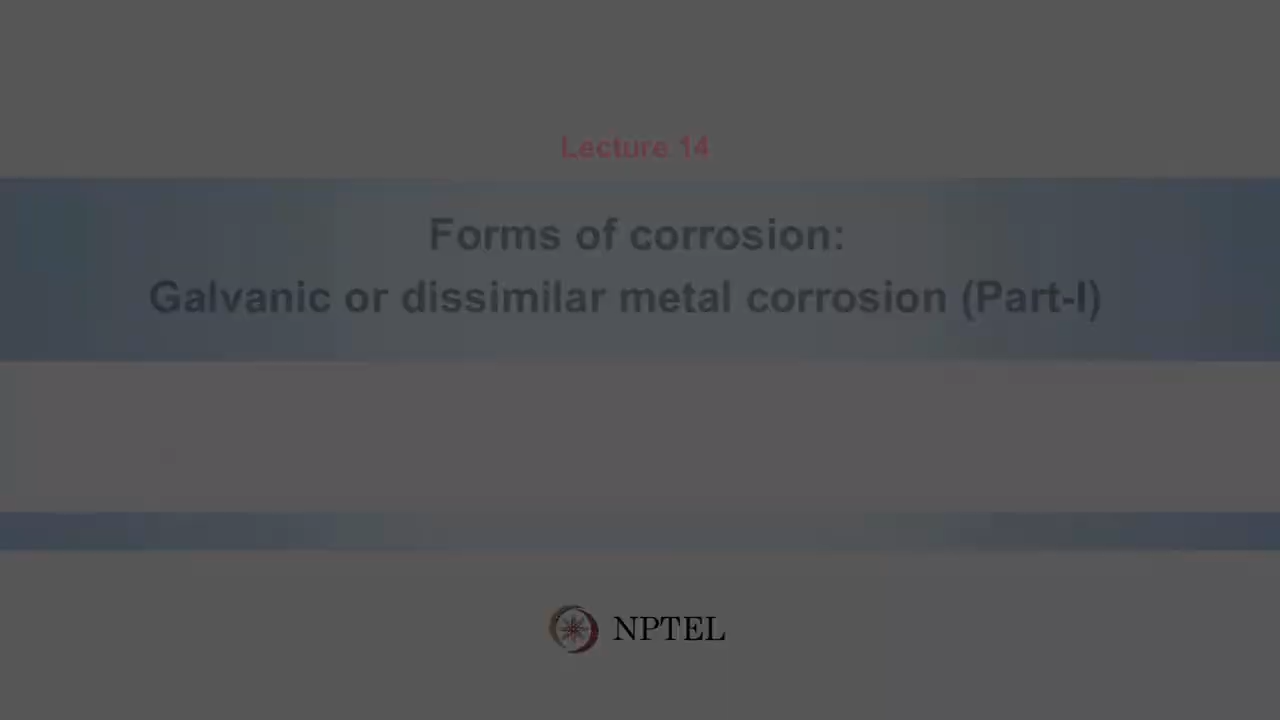 Lecture 14
Forms of corrosion:
Galvanic or dissimilar metal corrosion (Part-I)
NPTEL